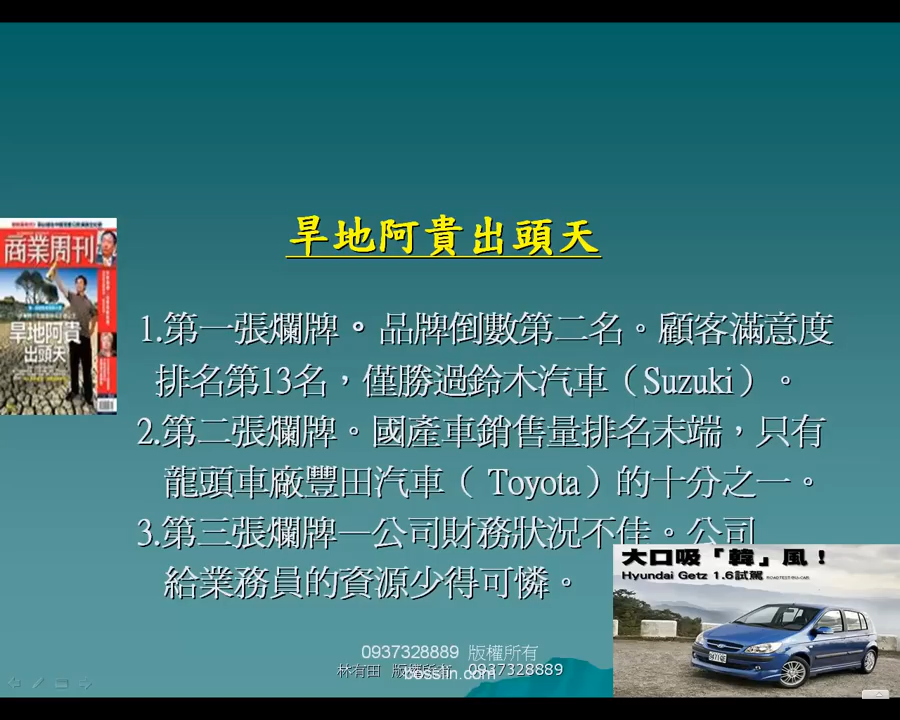 旱地阿貴出頭天
商業周刊
旱地阿貴
出頭天
1.第一張爛牌。品牌倒數第二名。顧客滿意度
排名第13名，僅勝過鈴木汽車（Suzuki）。
2.第二張爛牌。國產車銷售量排名末端，只有
龍頭車廠豐田汽車（ Toyota）的十分之一。
3.第三張爛牌—公司財務狀況不佳。公司
給業務員的資源少得可憐。
大口吸「韓」風！
Hyundai Getz 1.6試駕
0937328889 版權所有
林有田 版權所有 0937328889
bosslin.com